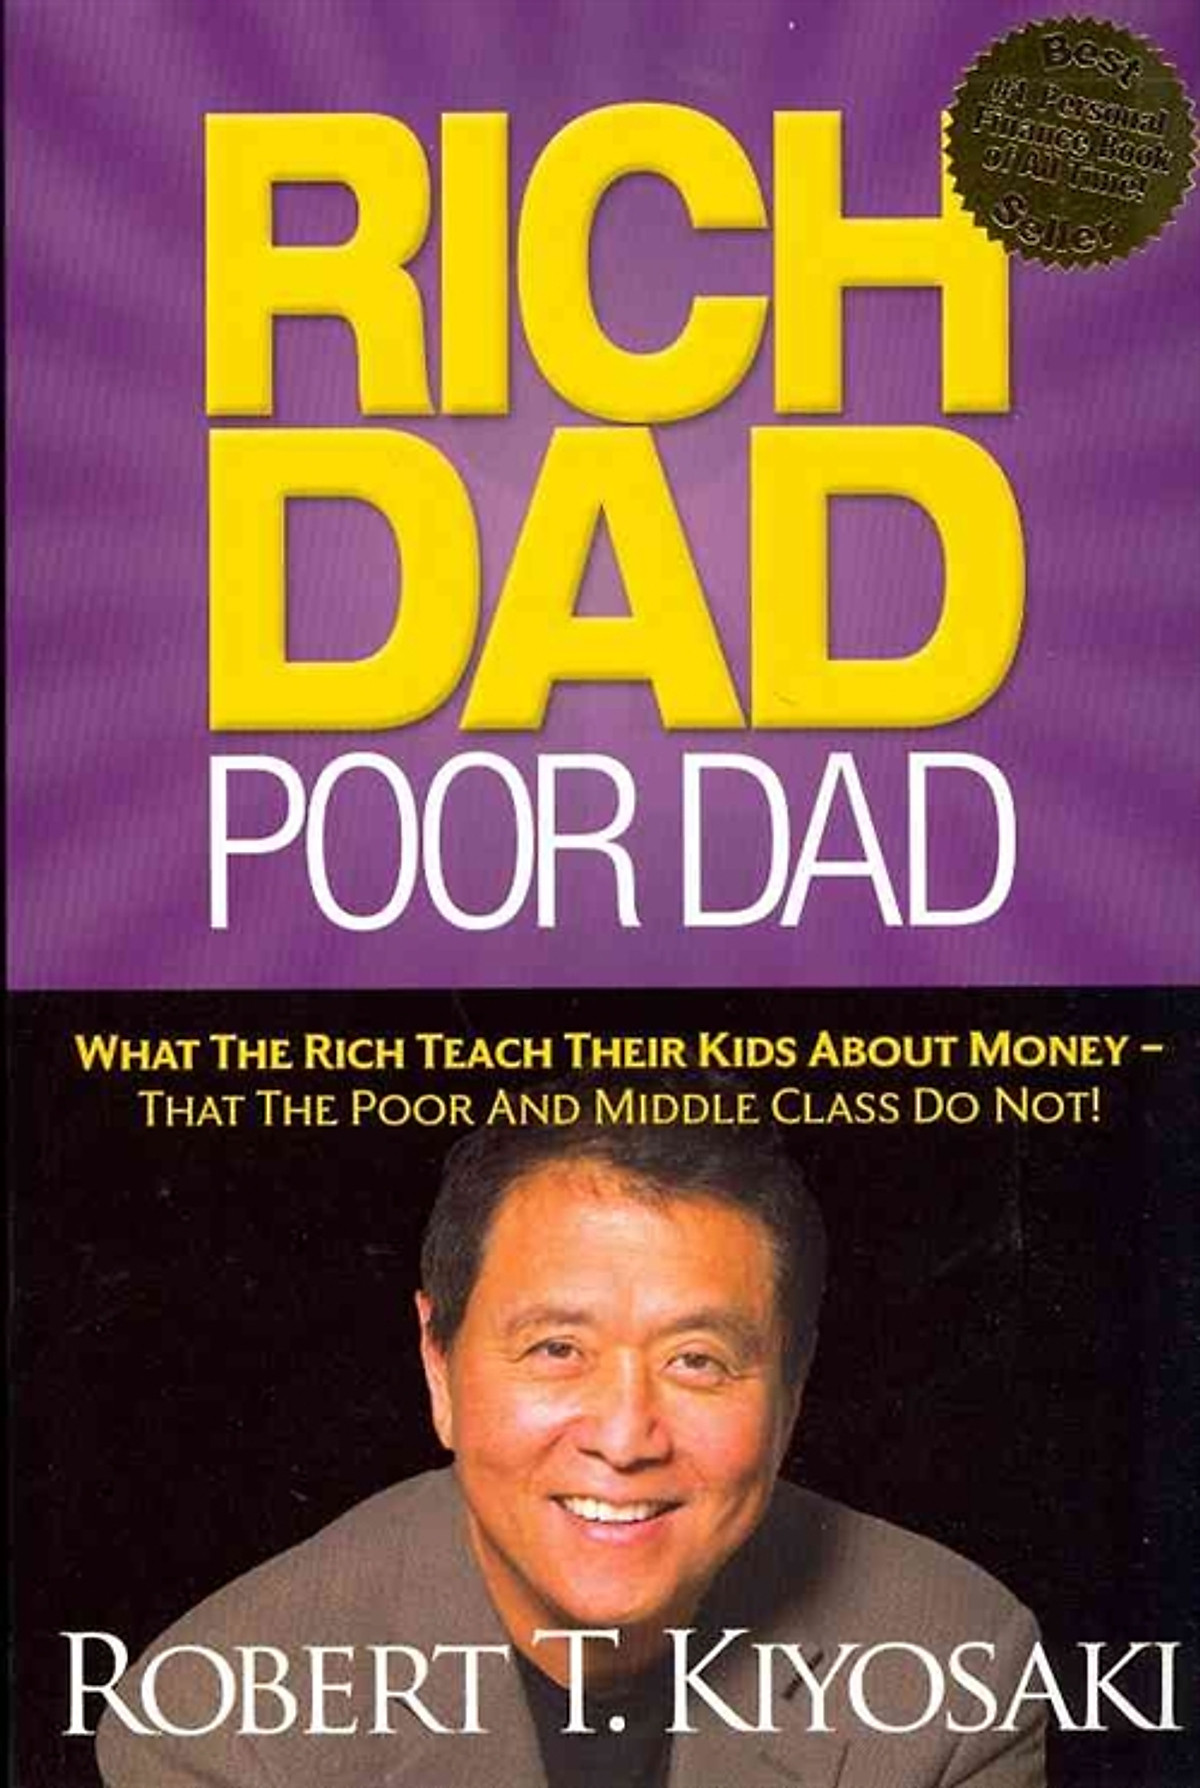 RICH
DAD
POOR DAD
Best
#1 Personal
Finance Book
of All Time!
Seller
WHAT THE RICH TEACH THEIR KIDS ABOUT MONEY –
THAT THE POOR AND MIDDLE CLASS DO NOT!
ROBERT T. KIYOSAKI